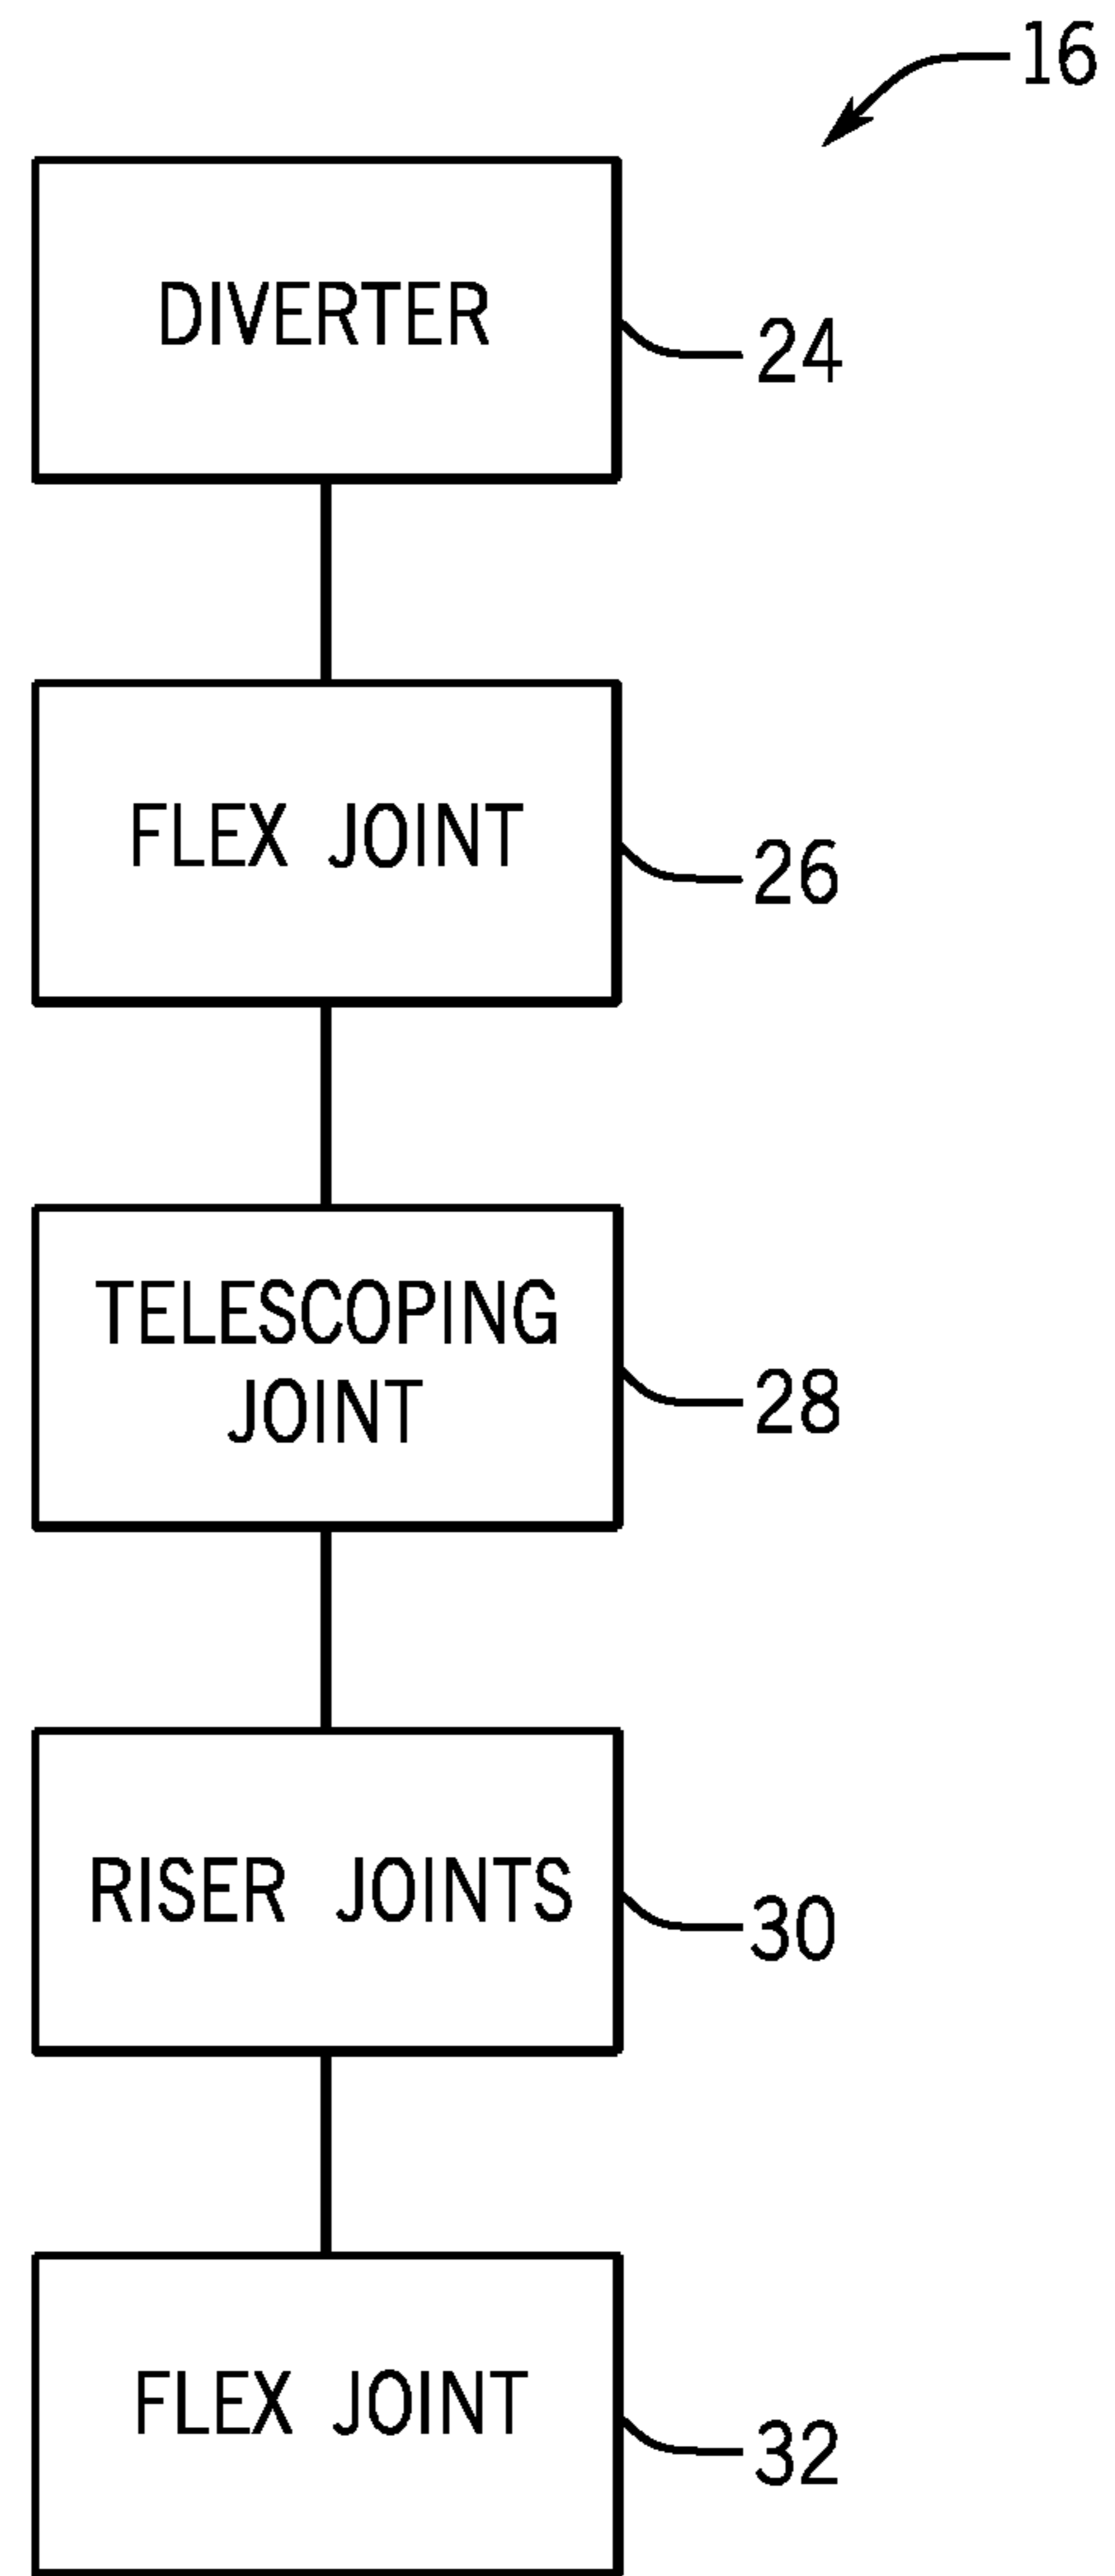 16
DIVERTER
24
FLEX JOINT
26
TELESCOPING
JOINT
28
RISER JOINTS
30
FLEX JOINT
32